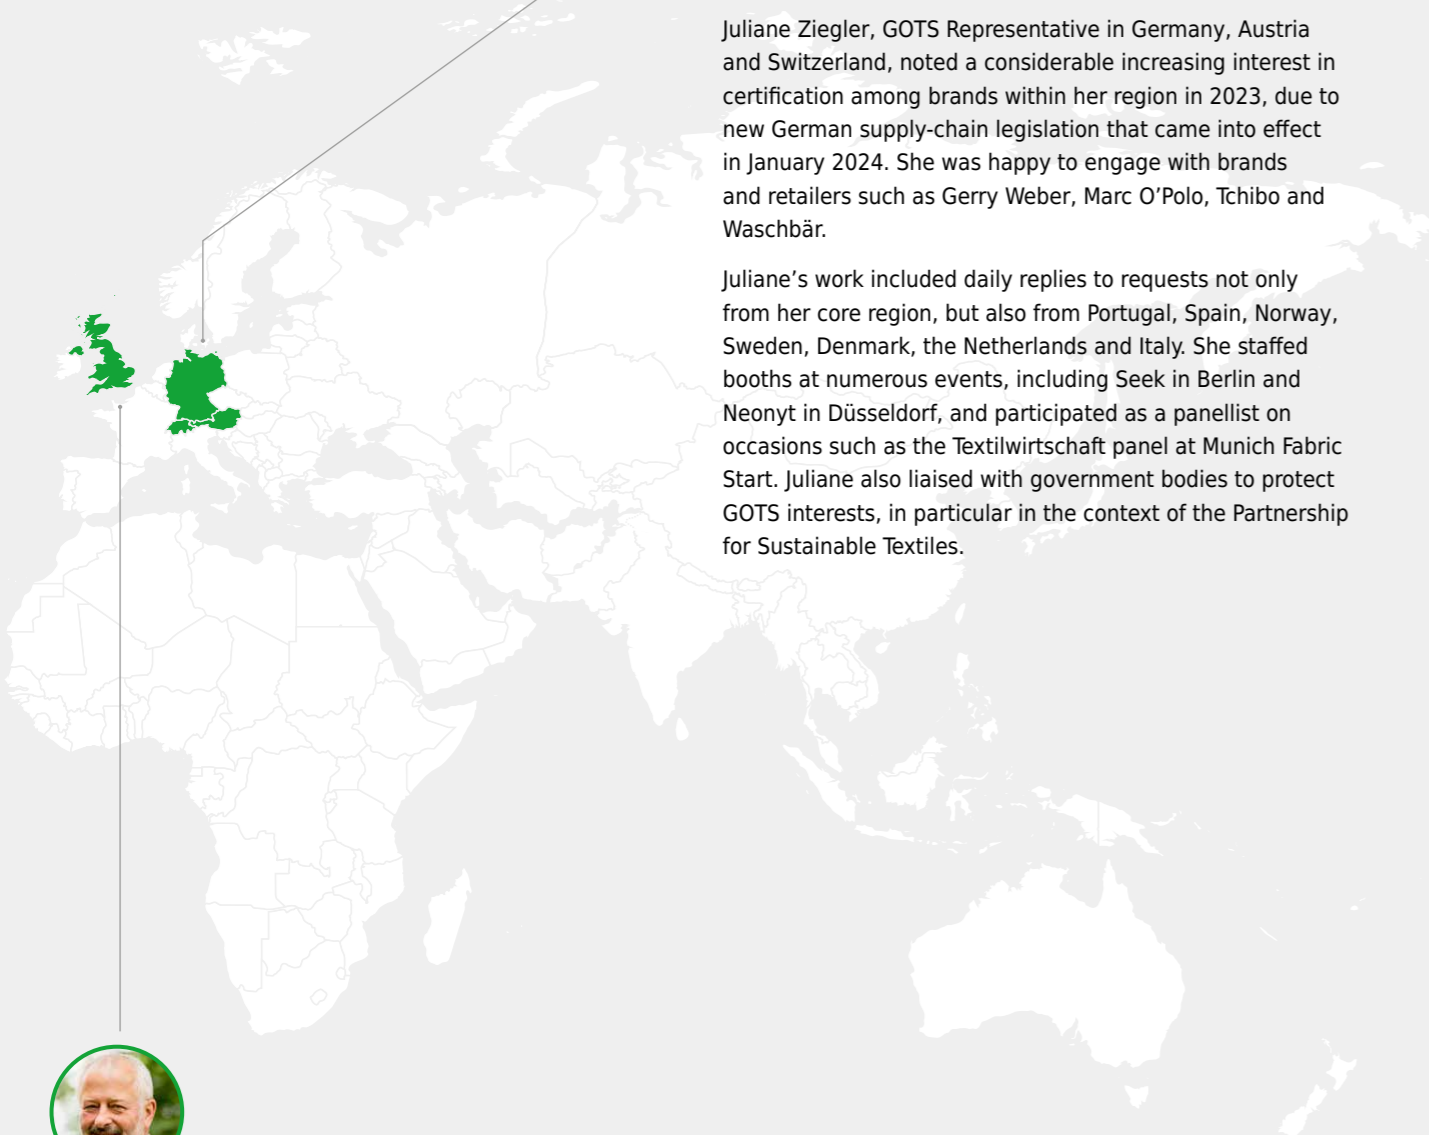 Juliane Ziegler, GOTS Representative in Germany, Austria
and Switzerland, noted a considerable increasing interest in
certification among brands within her region in 2023, due to
new German supply-chain legislation that came into effect
in January 2024. She was happy to engage with brands
and retailers such as Gerry Weber, Marc O’Polo, Tchibo and
Waschbär.
Juliane’s work included daily replies to requests not only
from her core region, but also from Portugal, Spain, Norway,
Sweden, Denmark, the Netherlands and Italy. She staffed
booths at numerous events, including Seek in Berlin and
Neonyt in Düsseldorf, and participated as a panellist on
occasions such as the Textilwirtschaft panel at Munich Fabric
Start. Juliane also liaised with government bodies to protect
GOTS interests, in particular in the context of the Partnership
for Sustainable Textiles.